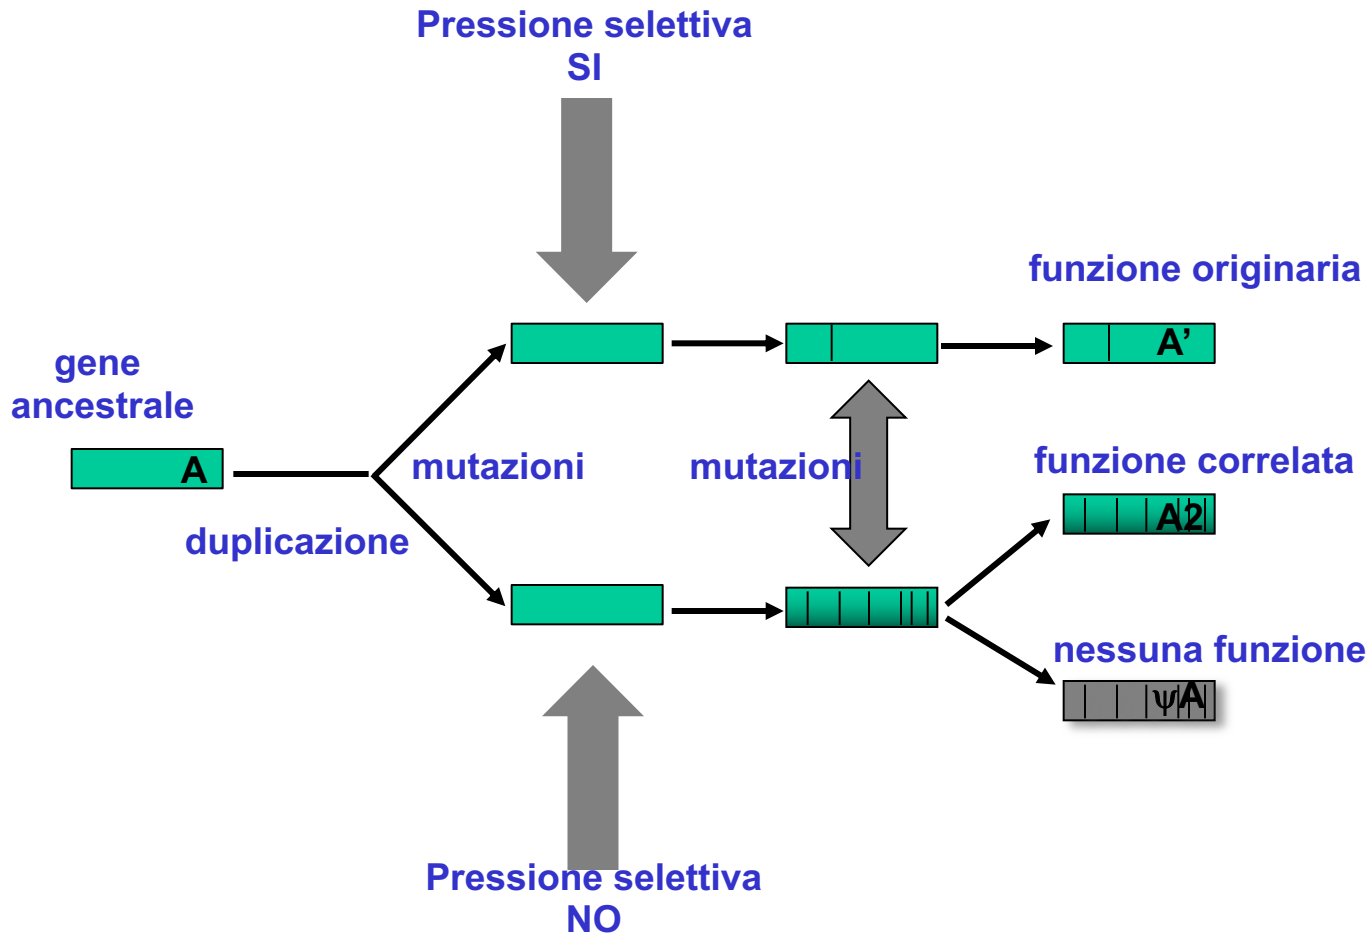 Pressione selettiva
SI
funzione originaria
A’
gene
ancestrale
A
mutazioni
mutazioni
funzione correlata
A2
duplicazione
nessuna funzione
ψA
Pressione selettiva
NO